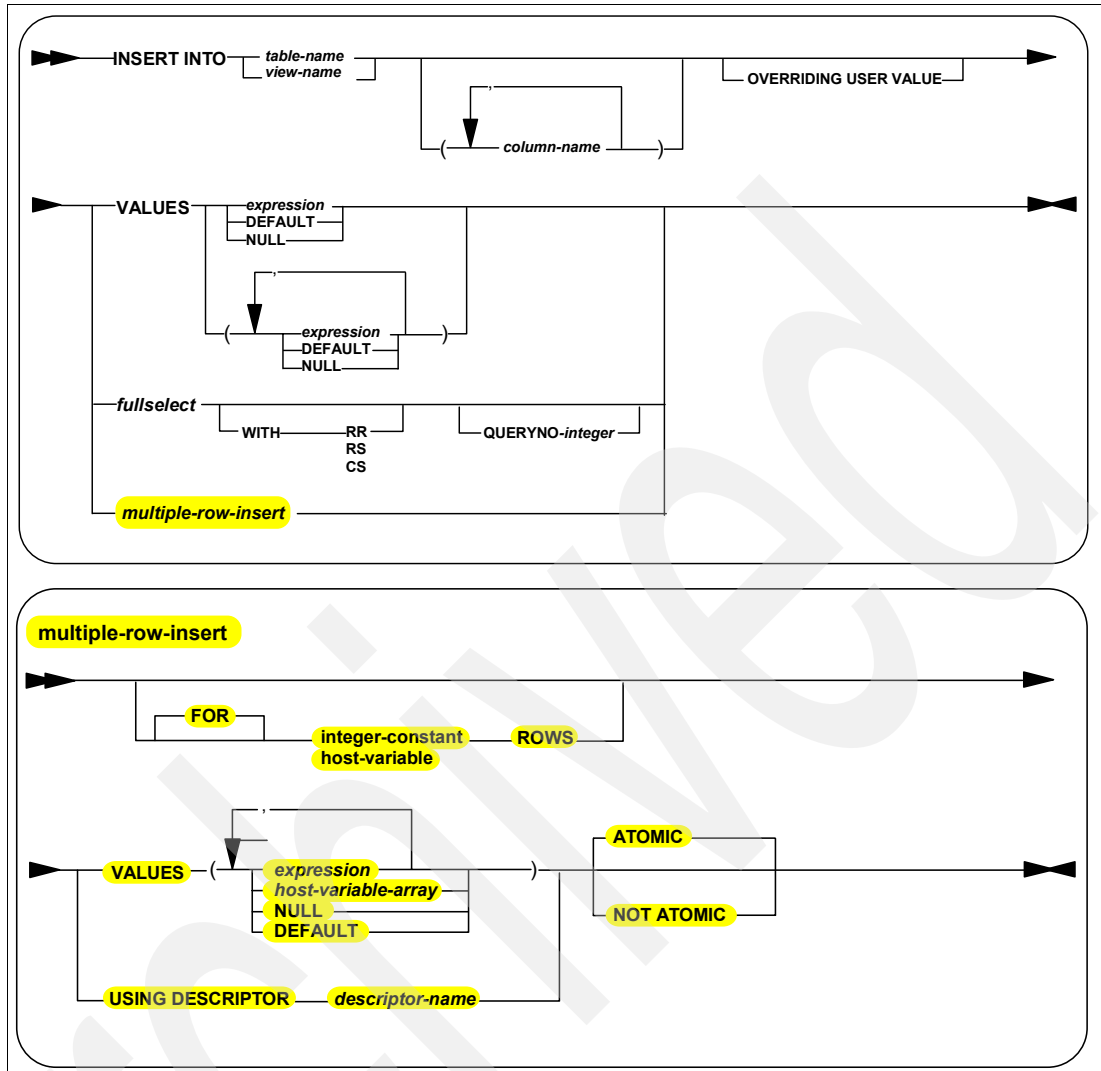 INSERT INTO table-name
view-name
OVERRIDING USER VALUE
,
( column-name )
VALUES expression
DEFAULT
NULL
,
( expression )
DEFAULT
NULL
fullselect
WITH RR QUERYNO-integer
RS
CS
multiple-row-insert
multiple-row-insert
FOR
integer-constant ROWS
host-variable
,
ATOMIC
VALUES ( expression )
host-variable-array
NULL
NOT ATOMIC
DEFAULT
USING DESCRIPTOR descriptor-name